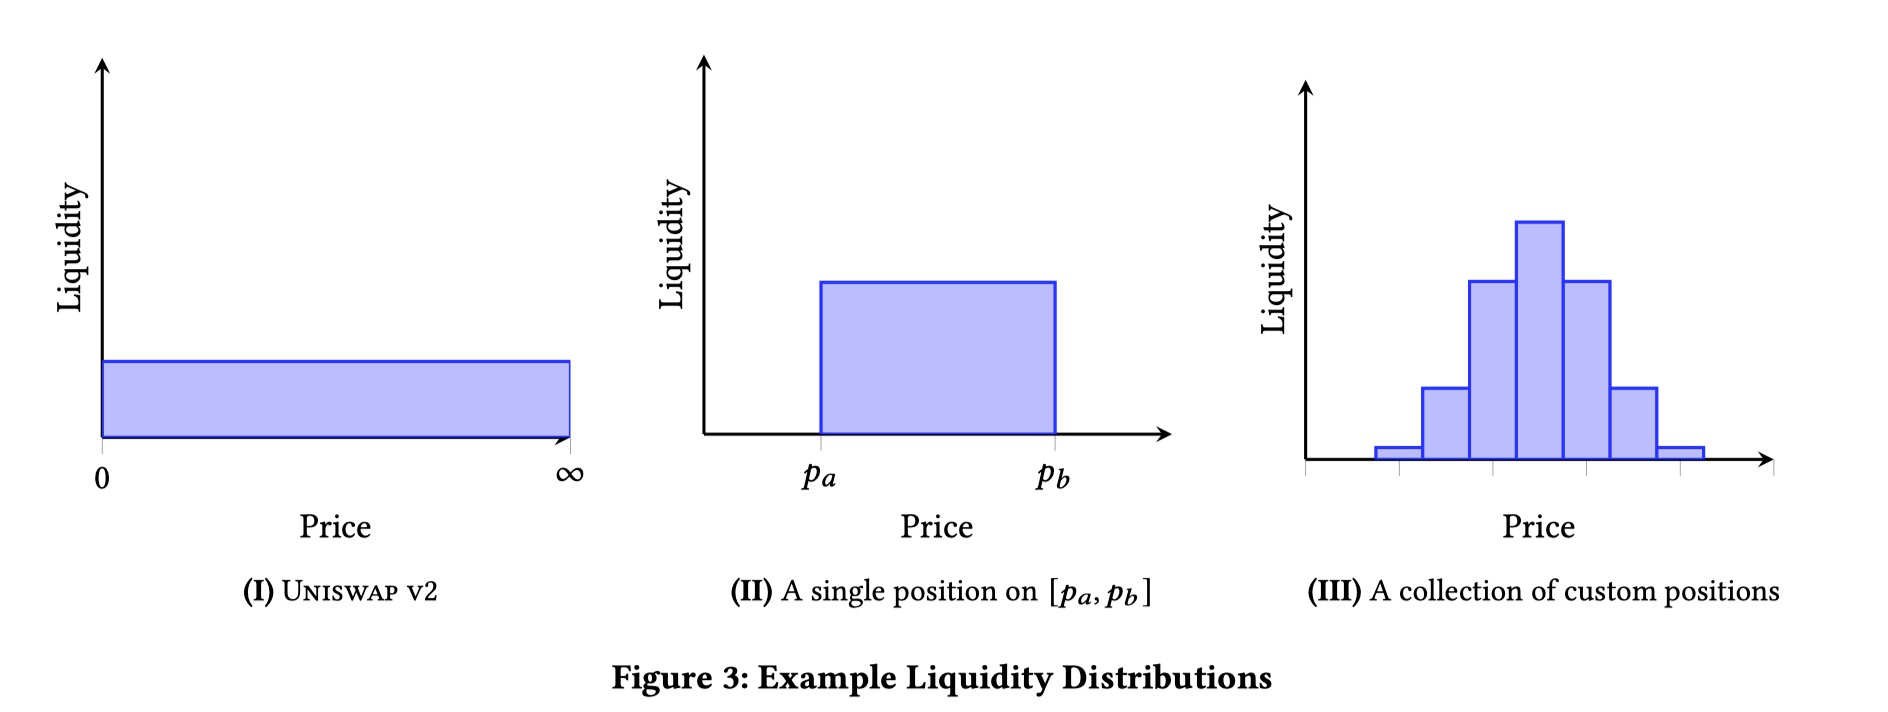 Liquidity
0
∞
Price
(I) UNISWAP V2
Liquidity
pa
pb
Price
(II) A single position on [pa, pb]
Liquidity
Price
(III) A collection of custom positions
Figure 3: Example Liquidity Distributions